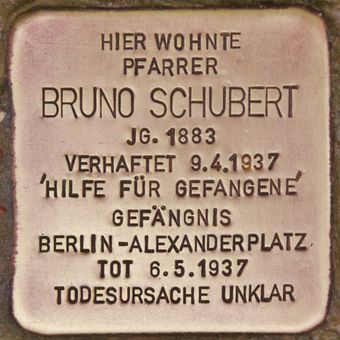 HIER WOHNTE
PFARRER
BRUNO SCHUBERT
JG. 1883
VERHAFTET 9.4.1937
'HILFE FÜR GEFANGENE'
GEFÄNGNIS
BERLIN-ALEXANDERPLATZ
TOT 6.5.1937
TODESURSACHE UNKLAR